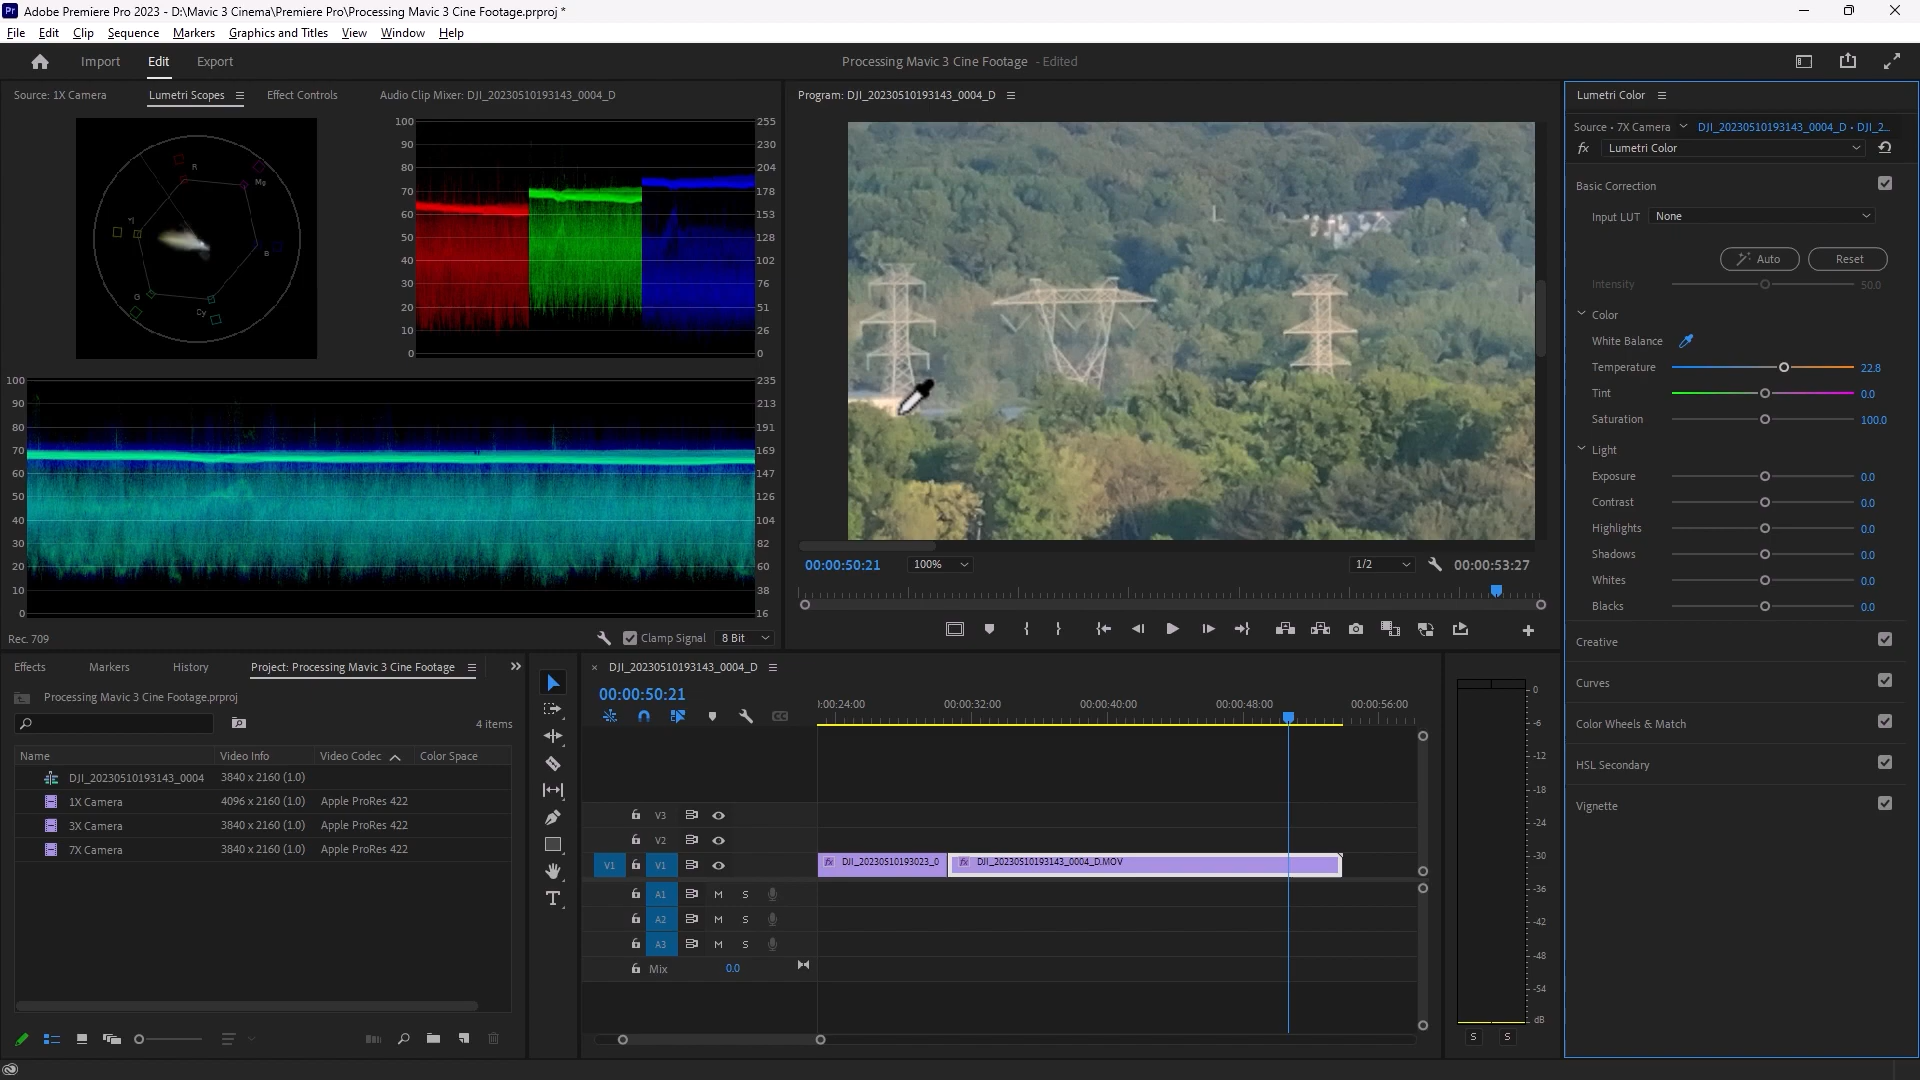 Adobe Premiere Pro 2023 - D:\Mavic 3 Cinema\Premiere Pro\Processing Mavic 3 Cine Footage.prproj *
File Edit Clip Sequence Markers Graphics and Titles View Window Help
Import Edit Export
Processing Mavic 3 Cine Footage - Edited
Source: 1X Camera
Lumetri Scopes
Effect Controls
Audio Clip Mixer: DJI_20230510193143_0004_D
R
Mg
B
Cy
G
Yl
100 255
90 230
80 204
70 178
60 153
50 128
40 102
30 76
20 51
10 26
0 0
100 235
90 213
80 191
70 169
60 147
50 126
40 104
30 82
20 60
10 38
0 16
Rec. 709
Clamp Signal
8 Bit
Program: DJI_20230510193143_0004_D
00:00:50:21
100%
1/2
00:00:53:27
Lumetri Color
Source • 7X Camera
DJI_20230510193143_0004_D • DJI_2...
fx Lumetri Color
Basic Correction
Input LUT None
Auto
Reset
Intensity 50.0
Color
White Balance
Temperature 22.8
Tint 0.0
Saturation 100.0
Light
Exposure 0.0
Contrast 0.0
Highlights 0.0
Shadows 0.0
Whites 0.0
Blacks 0.0
Creative
Curves
Color Wheels & Match
HSL Secondary
Vignette
Effects
Markers
History
Project: Processing Mavic 3 Cine Footage
Processing Mavic 3 Cine Footage.prproj
4 items
Name Video Info Video Codec Color Space
DJI_20230510193143_0004 3840 x 2160 (1.0)
1X Camera 4096 x 2160 (1.0) Apple ProRes 422
3X Camera 3840 x 2160 (1.0) Apple ProRes 422
7X Camera 3840 x 2160 (1.0) Apple ProRes 422
× DJI_20230510193143_0004_D
00:00:50:21
):00:24:00 00:00:32:00 00:00:40:00 00:00:48:00 00:00:56:00
V3
V2
V1 V1
fx DJI_20230510193023_0
fx DJI_20230510193143_0004_D.MOV
A1 M S
A2 M S
A3 M S
Mix 0.0
0
-6
-12
-18
-24
-30
-36
-42
-48
-54
dB
S S